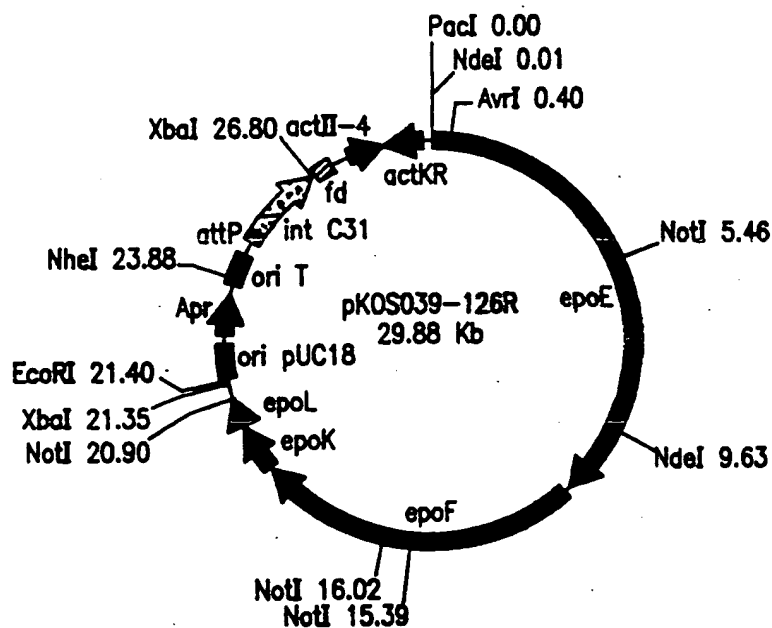 PacI 0.00
NdeI 0.01
AvrI 0.40
XbaI 26.80
actII-4
actKR
fd
attP
int C31
NotI 5.46
NheI 23.88
ori T
pKOS039-126R
29.88 Kb
epoE
Apr
ori pUC18
EcoRI 21.40
XbaI 21.35
NotI 20.90
epoL
epoK
NdeI 9.63
epoF
NotI 16.02
NotI 15.39